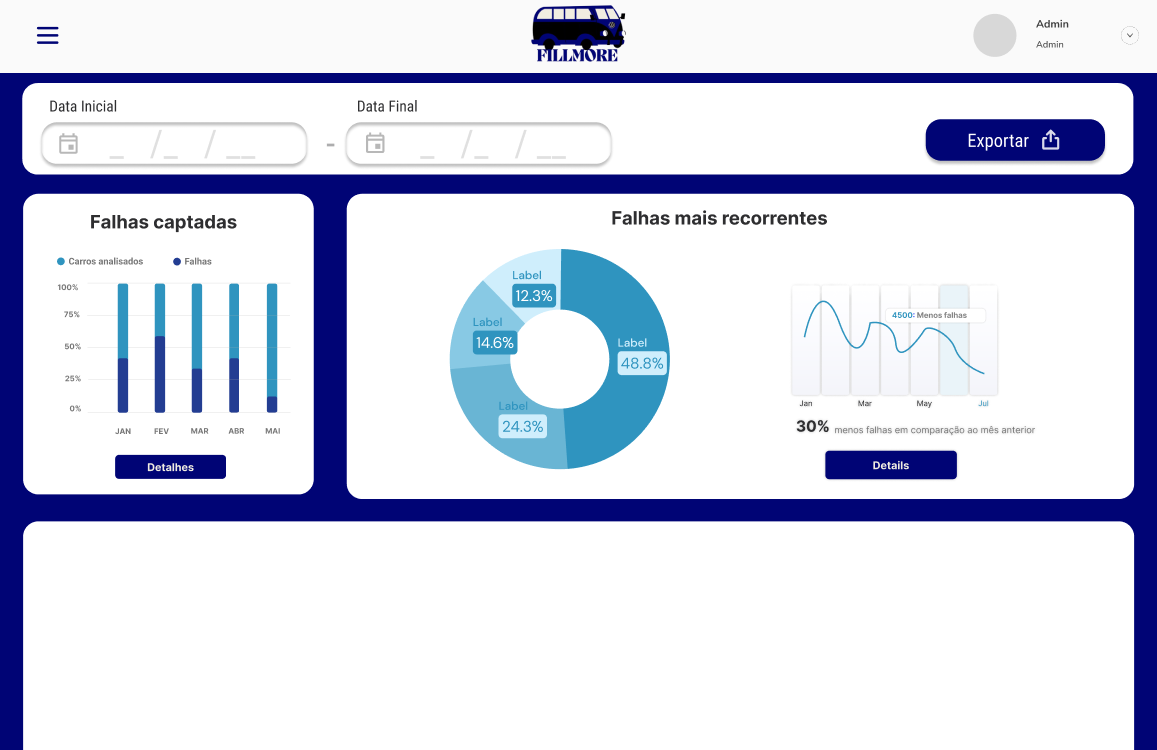 FILLMORE
Admin
Admin
Data Inicial
Data Final
_ /_ /__
-
_ /_ /__
Exportar
Falhas captadas
Carros analisados
Falhas
100%
75%
50%
25%
0%
JAN
FEV
MAR
ABR
MAI
Detalhes
Falhas mais recorrentes
Label
12.3%
Label
14.6%
Label
48.8%
Label
24.3%
4500: Menos falhas
Jan
Mar
May
Jul
30% menos falhas em comparação ao mês anterior
Details